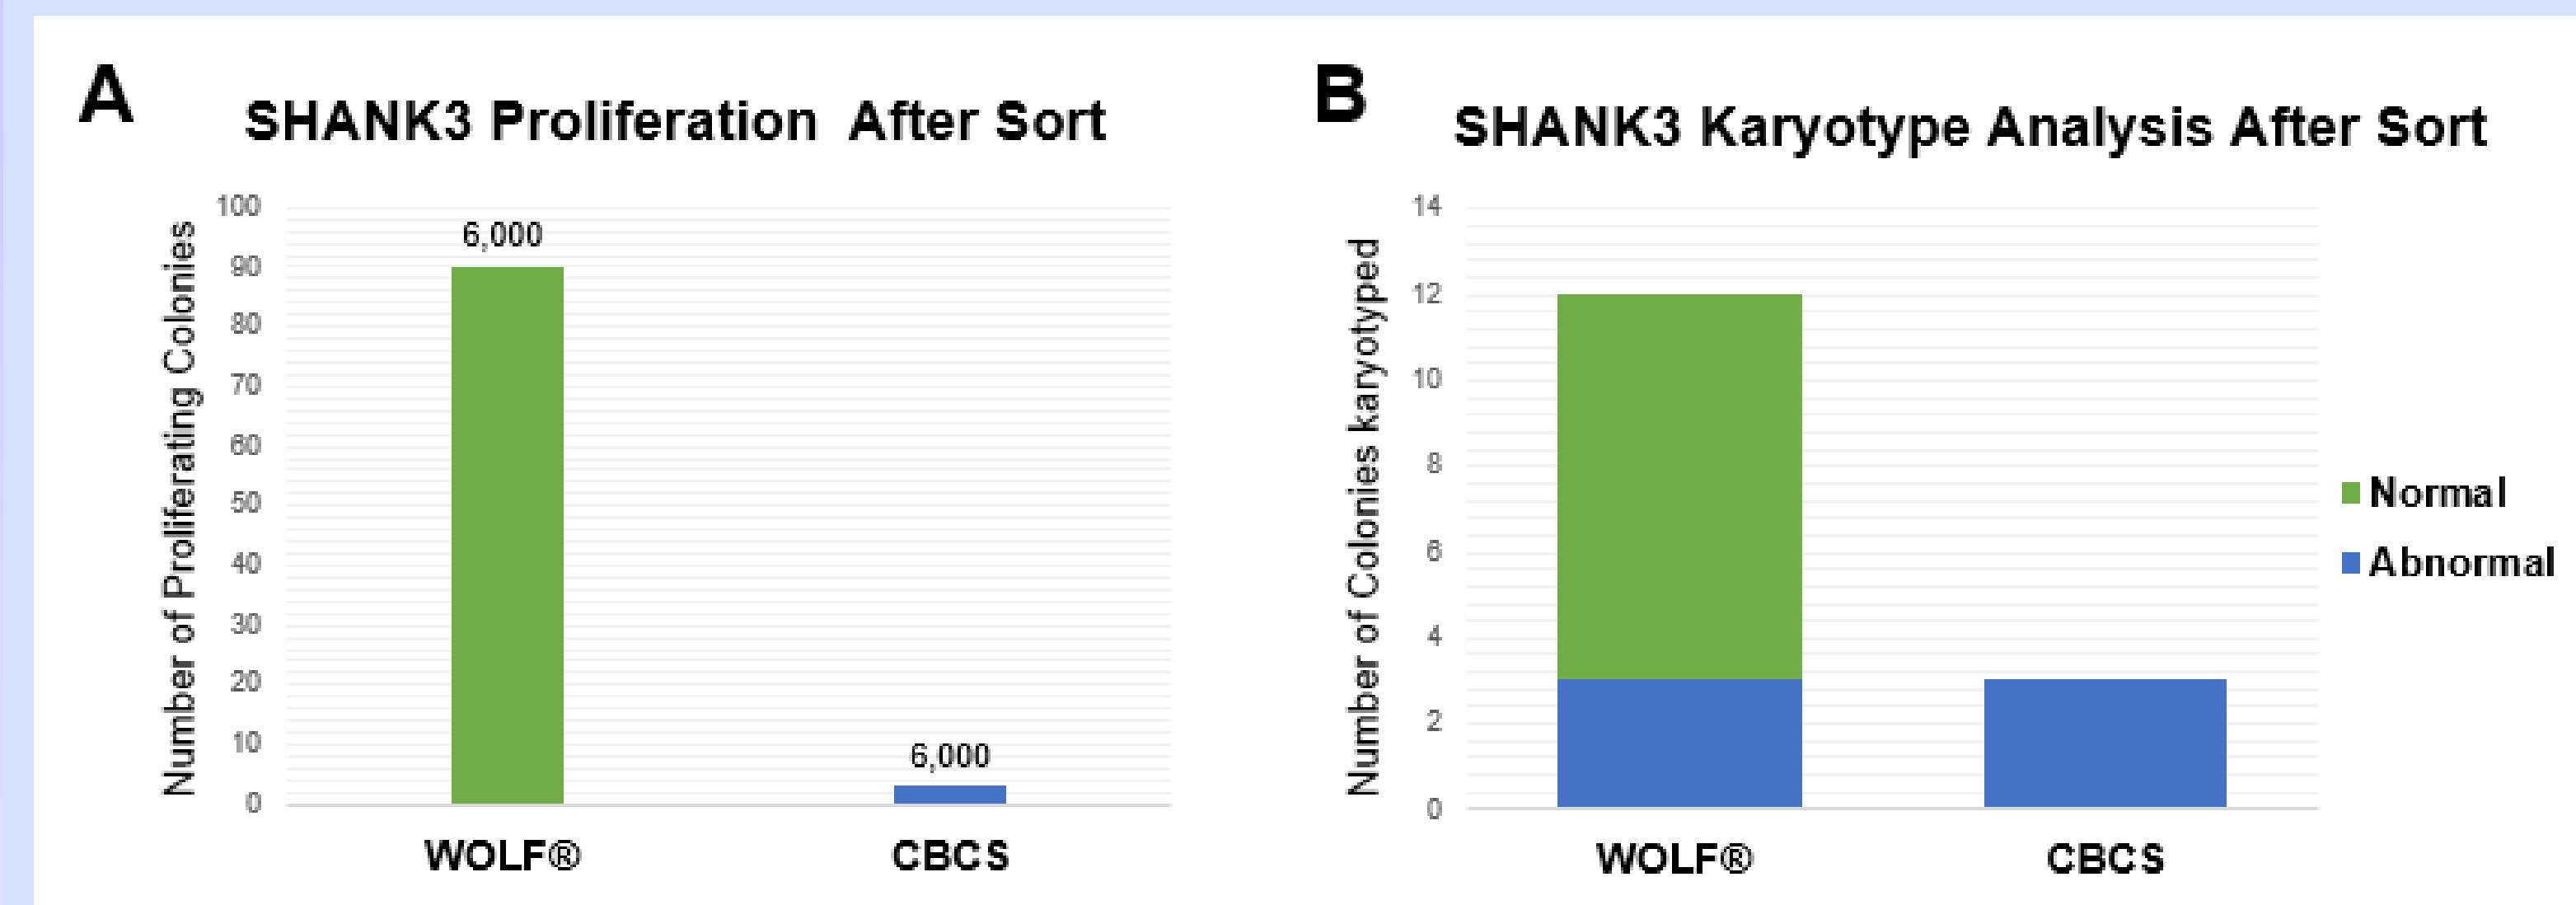 A
SHANK3 Proliferation After Sort
Number of Proliferating Colonies
100
90
80
70
60
50
40
30
20
10
0
6,000
6,000
WOLF®
CBCS
B
SHANK3 Karyotype Analysis After Sort
Number of Colonies karyotyped
14
12
10
8
6
4
2
0
WOLF®
CBCS
Normal
Abnormal